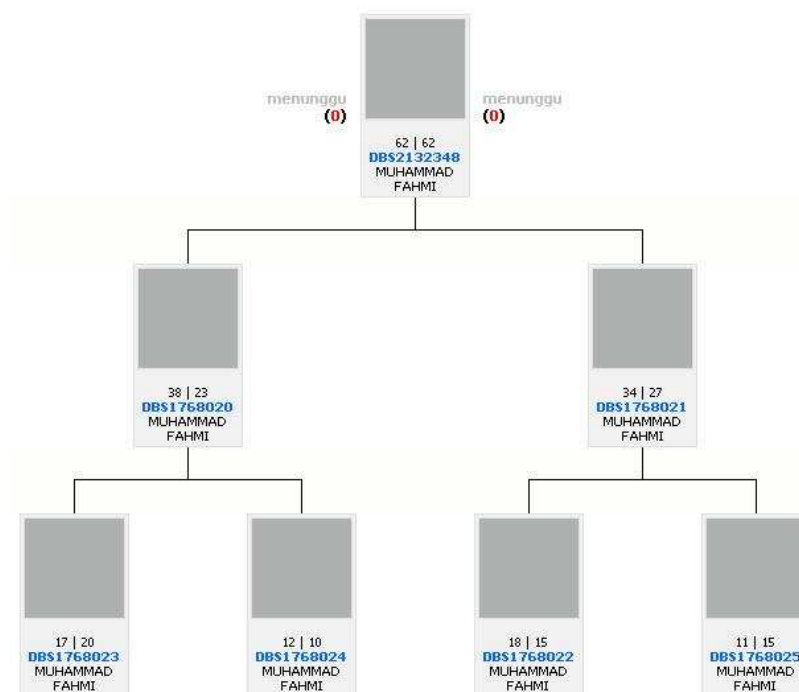 menunggu
(0)
menunggu
(0)
62 | 62
DBS2132348
MUHAMMAD
FAHMI
38 | 23
DBS1768020
MUHAMMAD
FAHMI
34 | 27
DBS1768021
MUHAMMAD
FAHMI
17 | 20
DBS1768023
MUHAMMAD
FAHMI
12 | 10
DBS1768024
MUHAMMAD
FAHMI
18 | 15
DBS1768022
MUHAMMAD
FAHMI
11 | 15
DBS1768025
MUHAMMAD
FAHMI